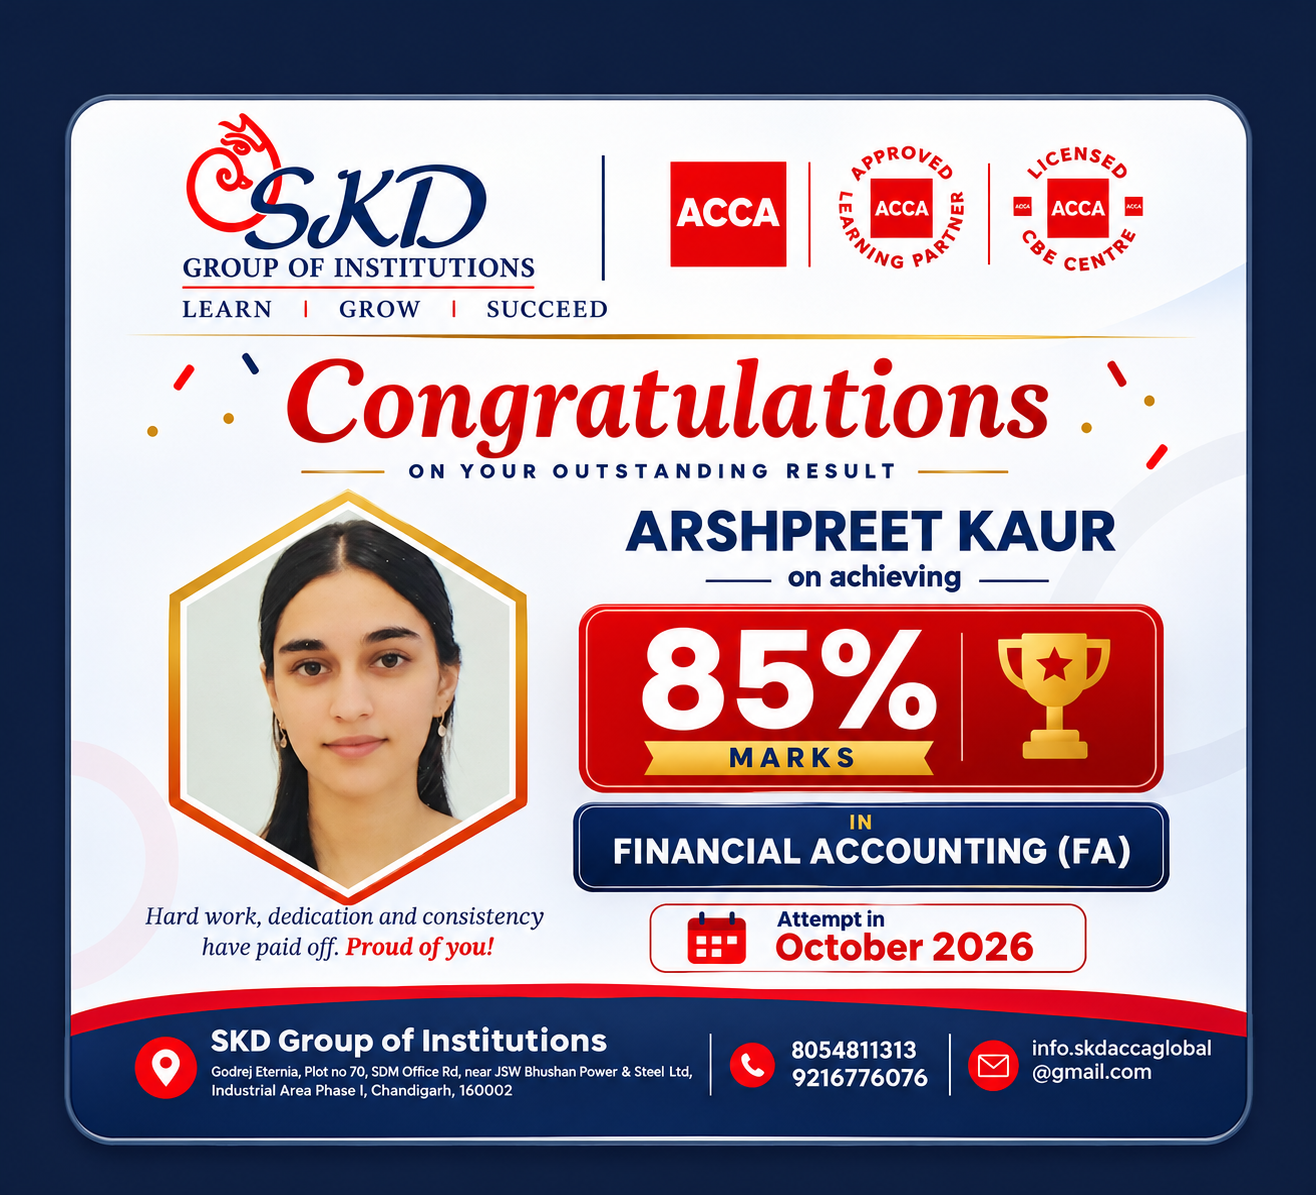 SKD
GROUP OF INSTITUTIONS
LEARN | GROW | SUCCEED
ACCA
APPROVED
ACCA
LEARNING PARTNER
LICENSED
ACCA ACCA ACCA
CBE CENTRE
Congratulations
ON YOUR OUTSTANDING RESULT
ARSHPREET KAUR
on achieving
85%
MARKS
IN
FINANCIAL ACCOUNTING (FA)
Attempt in
October 2026
Hard work, dedication and consistency
have paid off. Proud of you!
SKD Group of Institutions
Godrej Eternia, Plot no 70, SDM Office Rd, near JSW Bhushan Power & Steel Ltd,
Industrial Area Phase I, Chandigarh, 160002
8054811313
9216776076
info.skdaccaglobal
@gmail.com